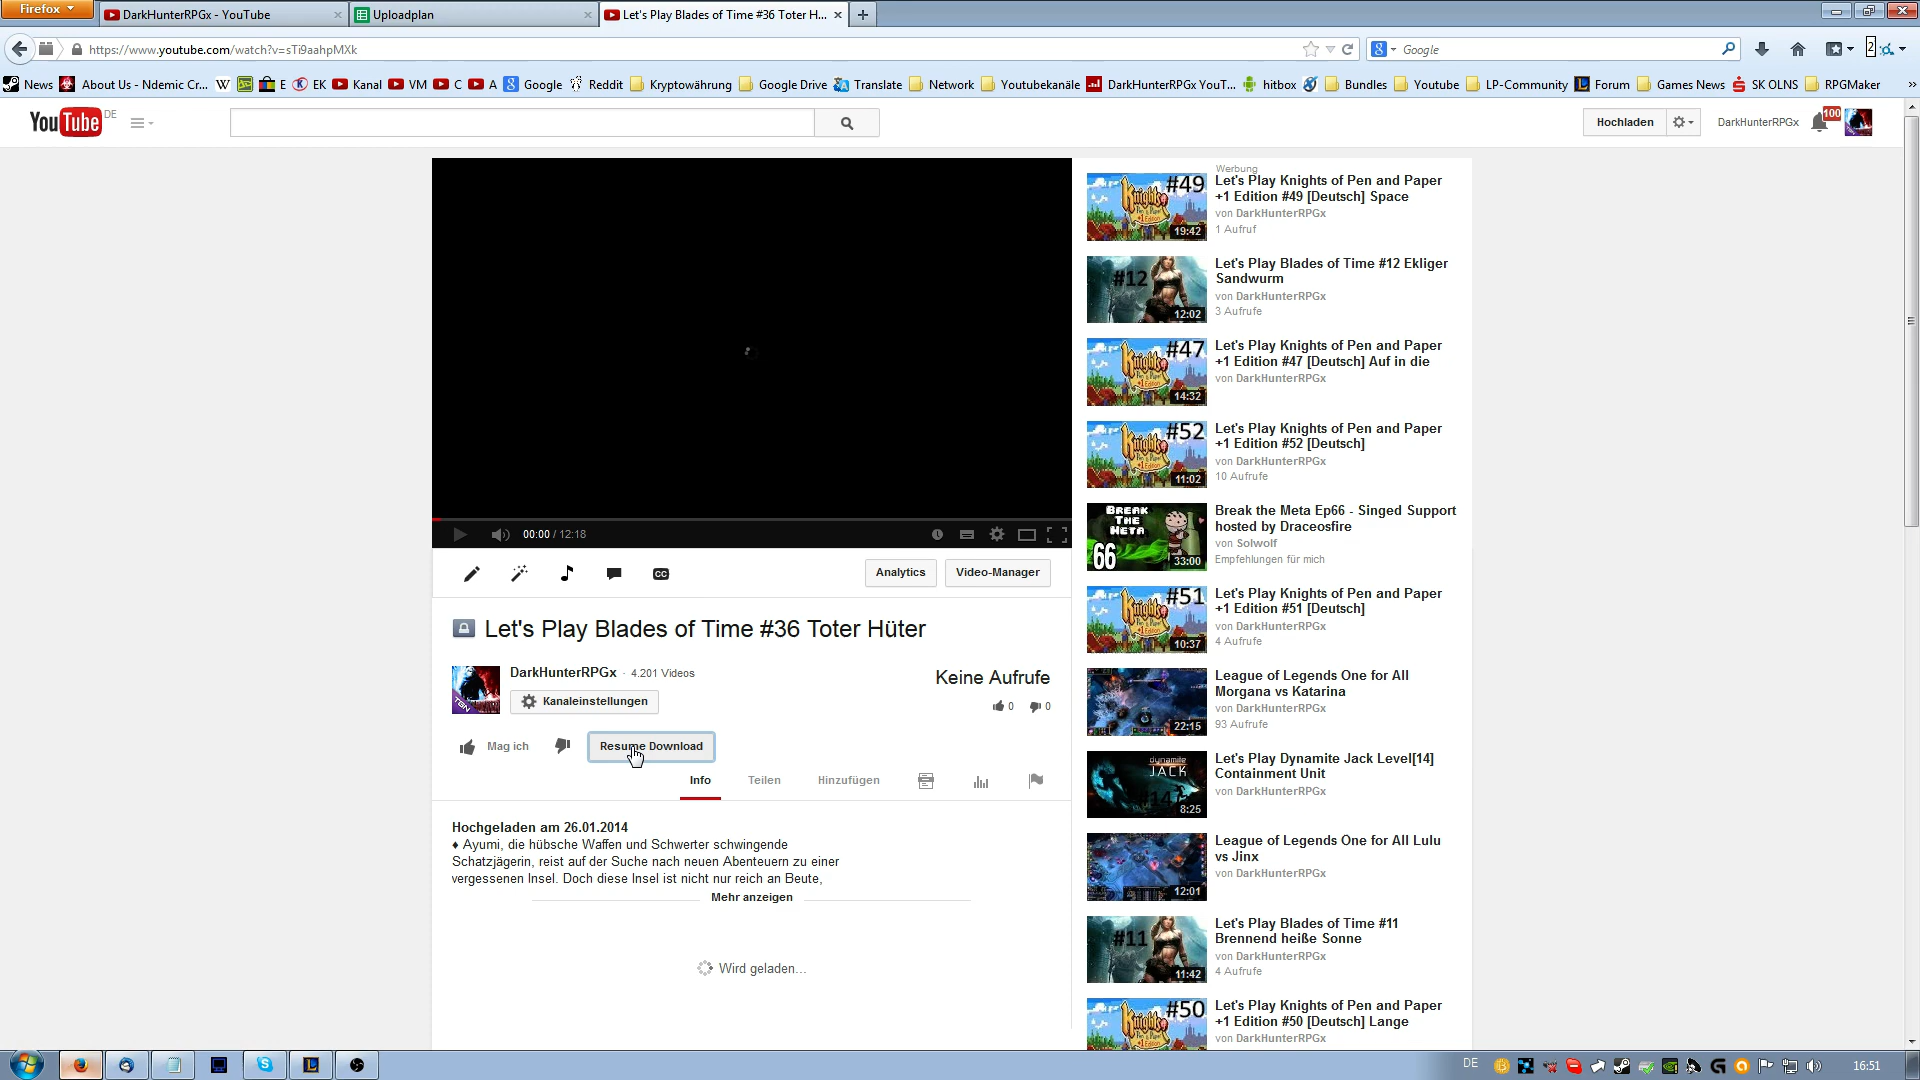 Firefox
DarkHunterRPGx - YouTube
Uploadplan
Let's Play Blades of Time #36 Toter H...
https://www.youtube.com/watch?v=sTi9aahpMXk
Google
2
News
About Us - Ndemic Cr...
W
E
EK
Kanal
VM
C
A
Google
Reddit
Kryptowährung
Google Drive
Translate
Network
Youtubekanäle
DarkHunterRPGx YouT...
hitbox
Bundles
Youtube
LP-Community
Forum
Games News
SK OLNS
RPGMaker
YouTube DE
Hochladen
DarkHunterRPGx
100
00:00 / 12:18
CC
Analytics
Video-Manager
Let's Play Blades of Time #36 Toter Hüter
DarkHunterRPGx · 4.201 Videos
Kanaleinstellungen
Keine Aufrufe
0
0
Mag ich
Resume Download
Info
Teilen
Hinzufügen
Hochgeladen am 26.01.2014
♦ Ayumi, die hübsche Waffen und Schwerter schwingende
Schatzjägerin, reist auf der Suche nach neuen Abenteuern zu einer
vergessenen Insel. Doch diese Insel ist nicht nur reich an Beute,
Mehr anzeigen
Wird geladen...
Werbung
#49
19:42
Let's Play Knights of Pen and Paper
+1 Edition #49 [Deutsch] Space
von DarkHunterRPGx
1 Aufruf
#12
12:02
Let's Play Blades of Time #12 Ekliger
Sandwurm
von DarkHunterRPGx
3 Aufrufe
#47
14:32
Let's Play Knights of Pen and Paper
+1 Edition #47 [Deutsch] Auf in die
von DarkHunterRPGx
#52
11:02
Let's Play Knights of Pen and Paper
+1 Edition #52 [Deutsch]
von DarkHunterRPGx
10 Aufrufe
BREAK
THE
META
66
33:00
Break the Meta Ep66 - Singed Support
hosted by Draceosfire
von Solwolf
Empfehlungen für mich
#51
10:37
Let's Play Knights of Pen and Paper
+1 Edition #51 [Deutsch]
von DarkHunterRPGx
4 Aufrufe
22:15
League of Legends One for All
Morgana vs Katarina
von DarkHunterRPGx
93 Aufrufe
dynamite
JACK
8:25
Let's Play Dynamite Jack Level[14]
Containment Unit
von DarkHunterRPGx
12:01
League of Legends One for All Lulu
vs Jinx
von DarkHunterRPGx
#11
11:42
Let's Play Blades of Time #11
Brennend heiße Sonne
von DarkHunterRPGx
4 Aufrufe
#50
Let's Play Knights of Pen and Paper
+1 Edition #50 [Deutsch] Lange
von DarkHunterRPGx
DE
16:51